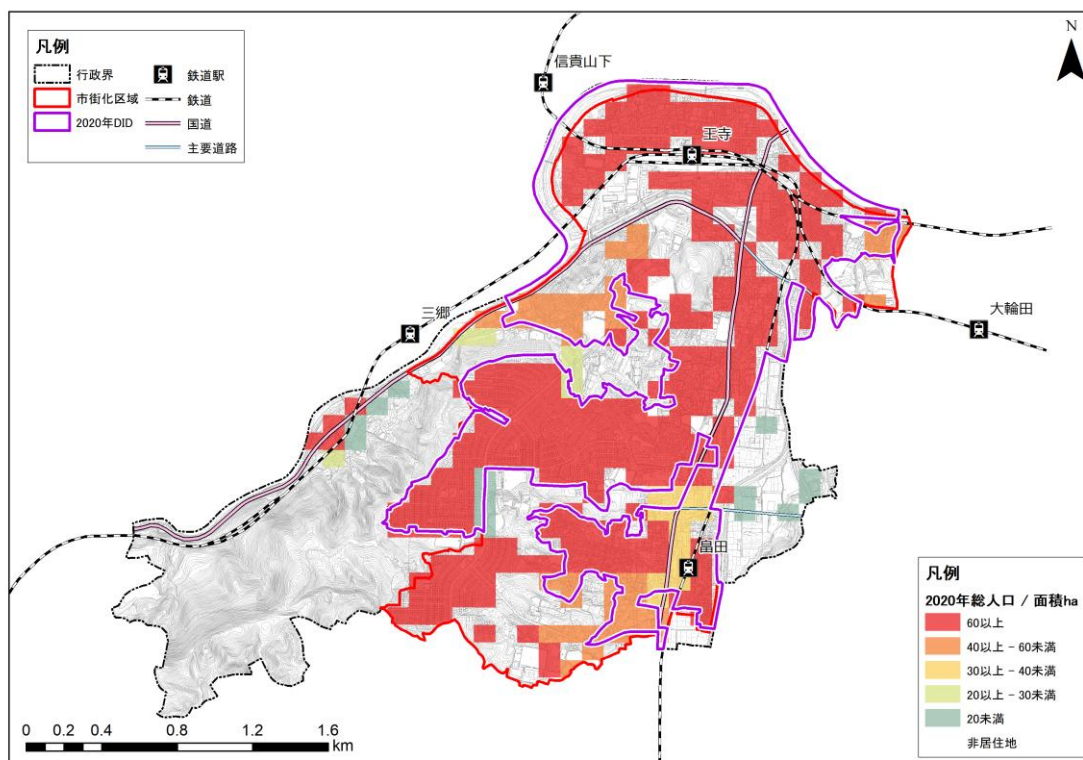 凡例
行政界
市街化区域
2020年DID
鉄道駅
鉄道
国道
主要道路
N
信貴山下
王寺
三郷
大輪田
畠田
0 0.2 0.4 0.8 1.2 1.6
km
凡例
2020年総人口 / 面積ha
60以上
40以上 - 60未満
30以上 - 40未満
20以上 - 30未満
20未満
非居住地